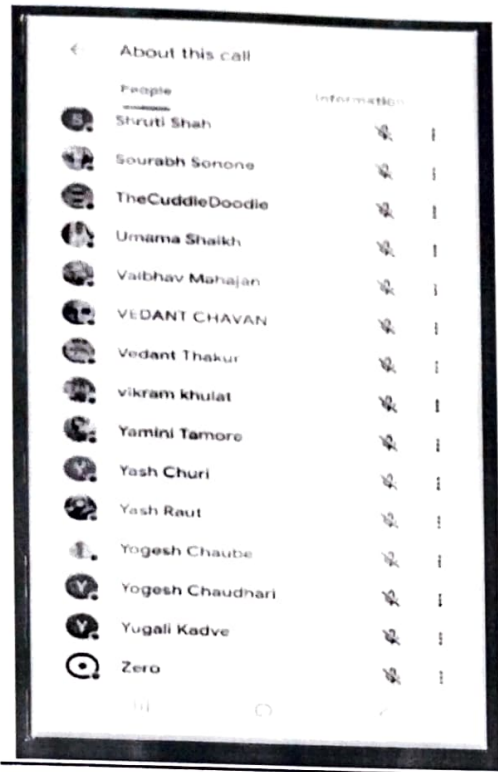 About this call
People Information
S Shruti Shah
Sourabh Sonone
TheCuddleDoodle
Umama Shaikh
Vaibhav Mahajan
VEDANT CHAVAN
Vedant Thakur
vikram khulat
Yamini Tamore
Y Yash Churi
Yash Raut
Yogesh Chaube
Y Yogesh Chaudhari
Y Yugali Kadve
Zero